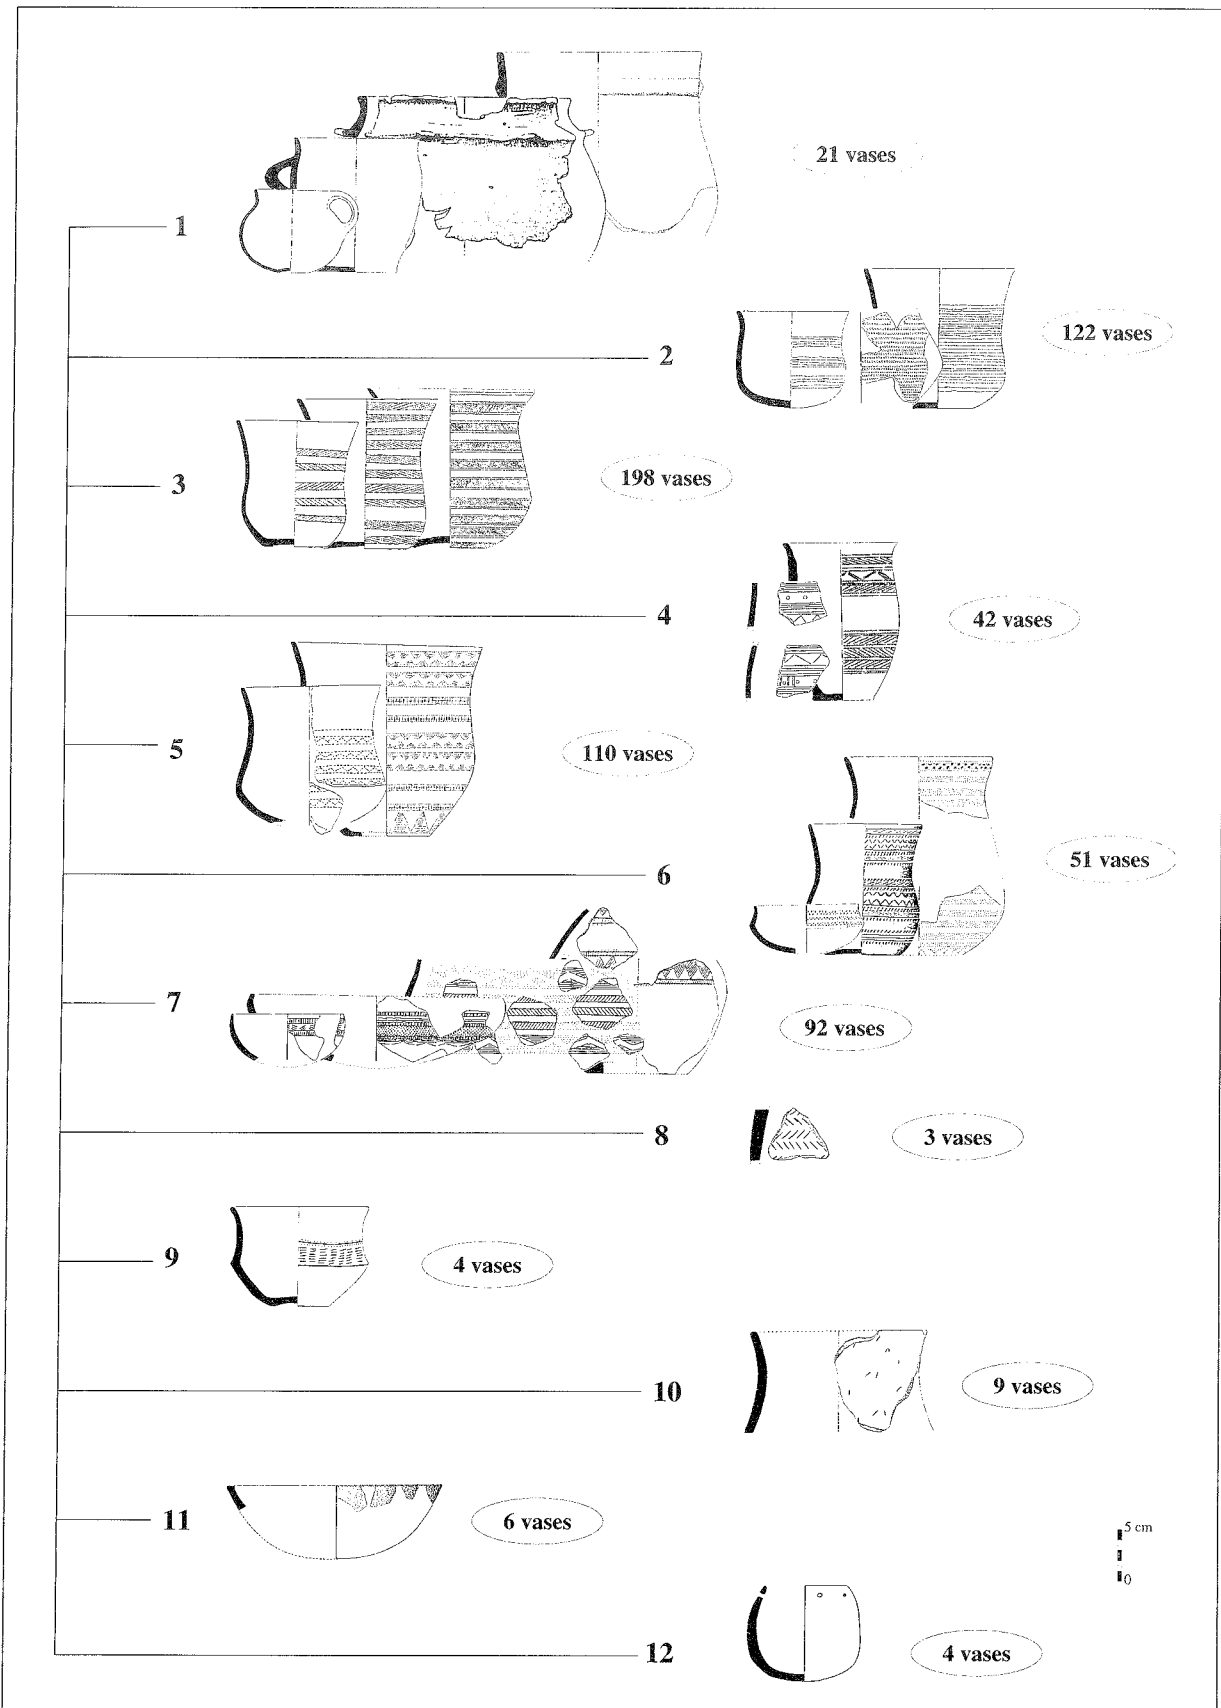 21 vases
1
122 vases
2
198 vases
3
42 vases
4
110 vases
5
51 vases
6
92 vases
7
3 vases
8
4 vases
9
9 vases
10
6 vases
11
5 cm
0
4 vases
12